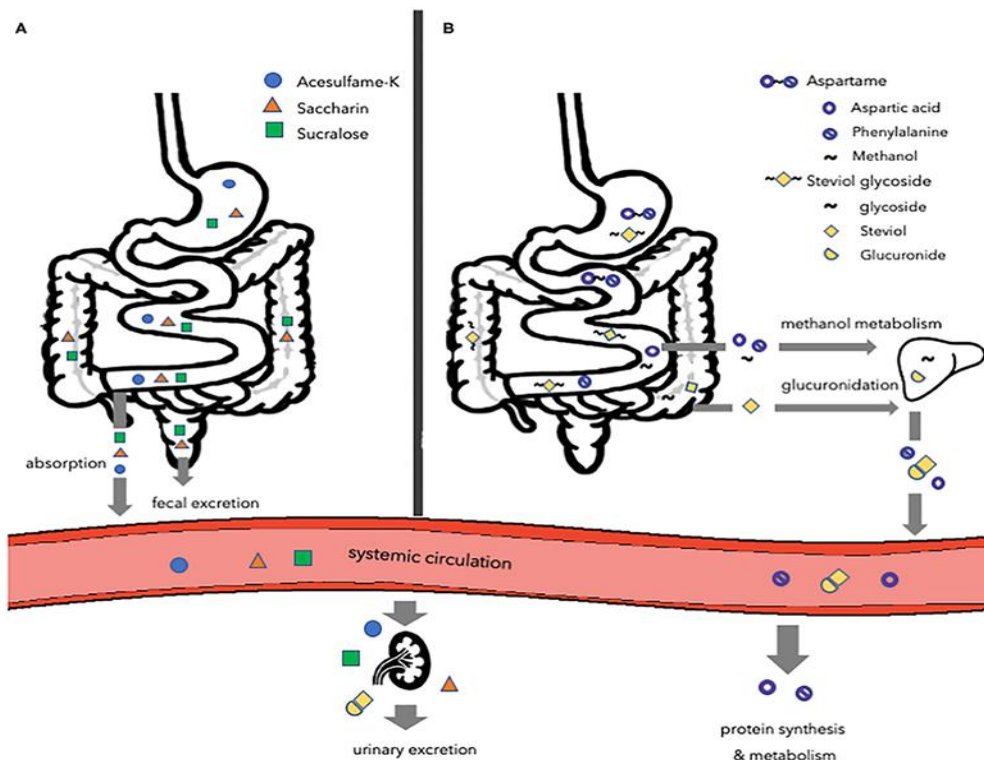 A
Acesulfame-K
Saccharin
Sucralose
absorption
fecal excretion
B
Aspartame
Aspartic acid
Phenylalanine
Methanol
Steviol glycoside
glycoside
Steviol
Glucuronide
methanol metabolism
glucuronidation
systemic circulation
urinary excretion
protein synthesis
& metabolism